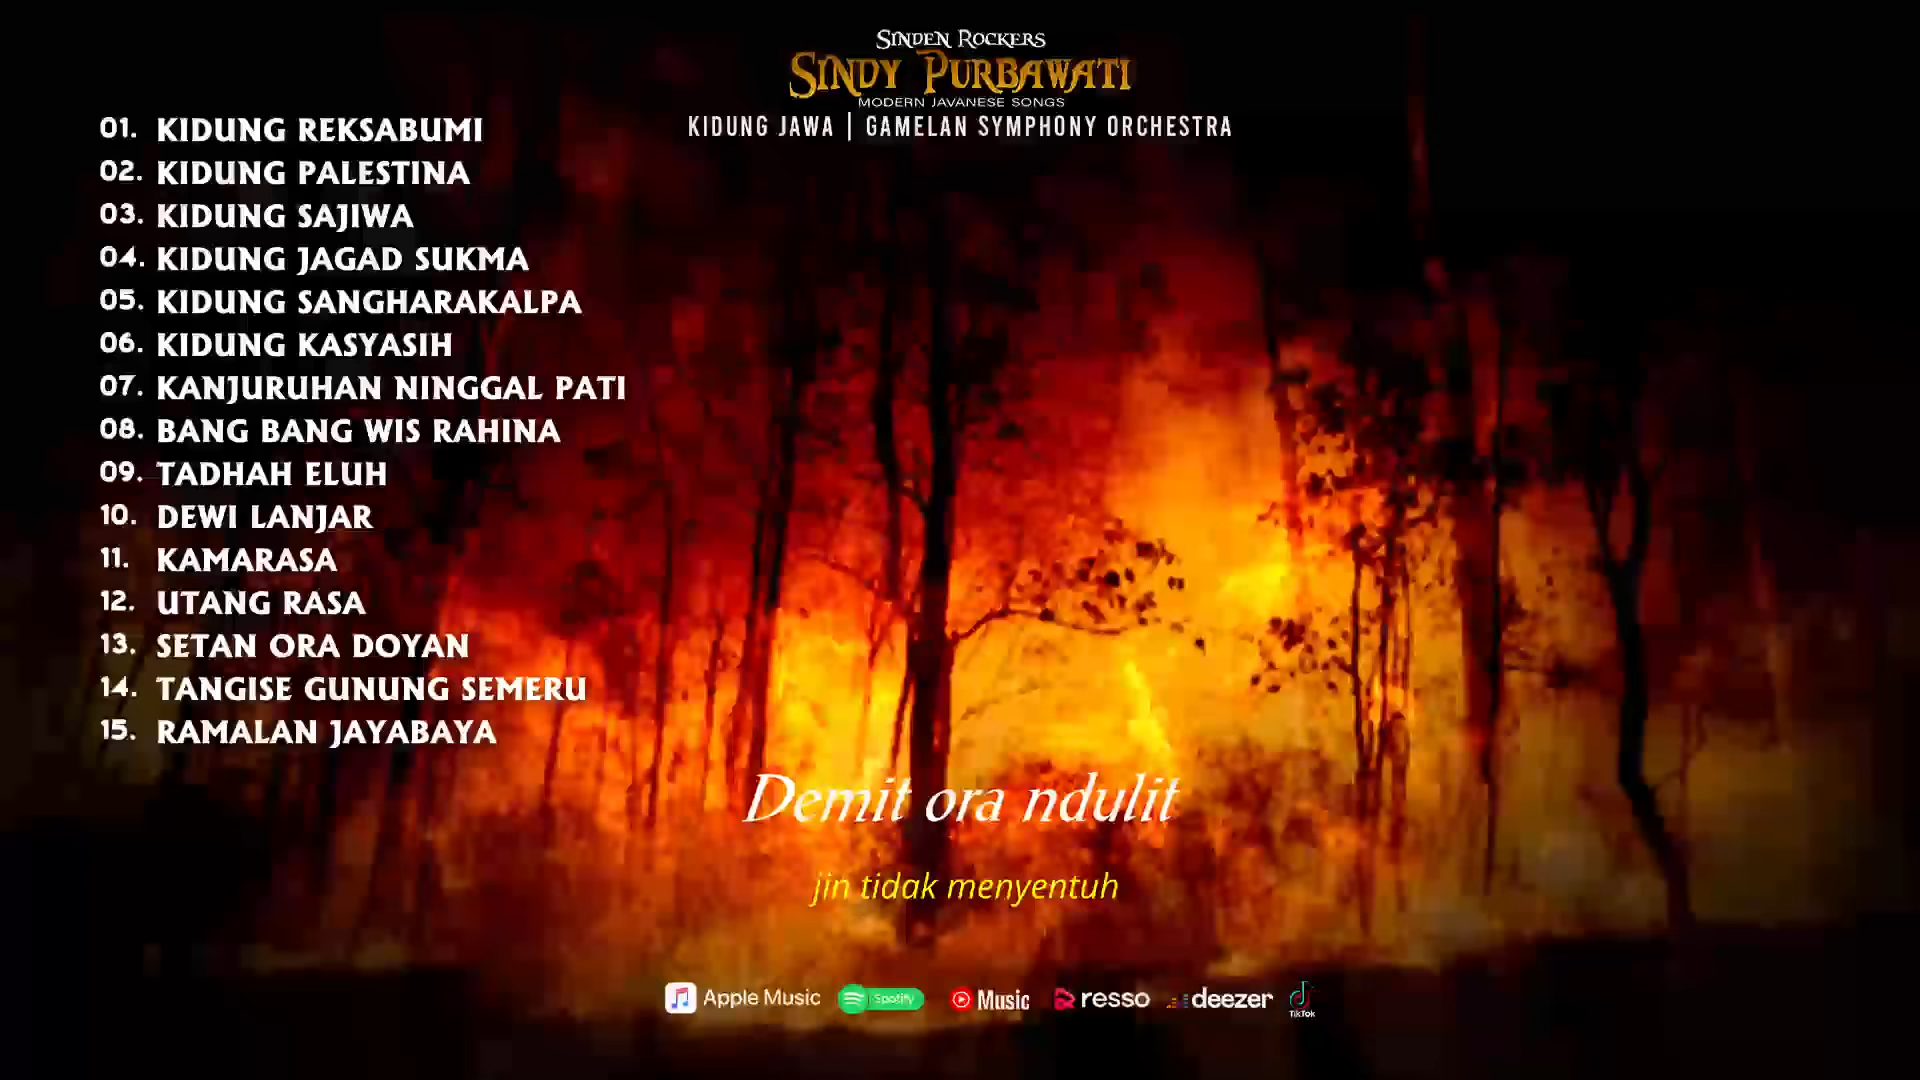 SINDEN ROCKERS
SINDY PURBAWATI
MODERN JAVANESE SONGS
KIDUNG JAWA | GAMELAN SYMPHONY ORCHESTRA
01. KIDUNG REKSABUMI
02. KIDUNG PALESTINA
03. KIDUNG SAJIWA
04. KIDUNG JAGAD SUKMA
05. KIDUNG SANGHARAKALPA
06. KIDUNG KASYASIH
07. KANJURUHAN NINGGAL PATI
08. BANG BANG WIS RAHINA
09. TADHAH ELUH
10. DEWI LANJAR
11. KAMARASA
12. UTANG RASA
13. SETAN ORA DOYAN
14. TANGISE GUNUNG SEMERU
15. RAMALAN JAYABAYA
Demit ora ndulit
jin tidak menyentuh
Apple Music Spotify Music resso deezer TikTok